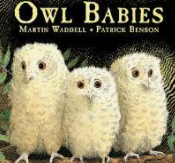 OWL BABIES
MARTIN WADDELL • PATRICK BENSON